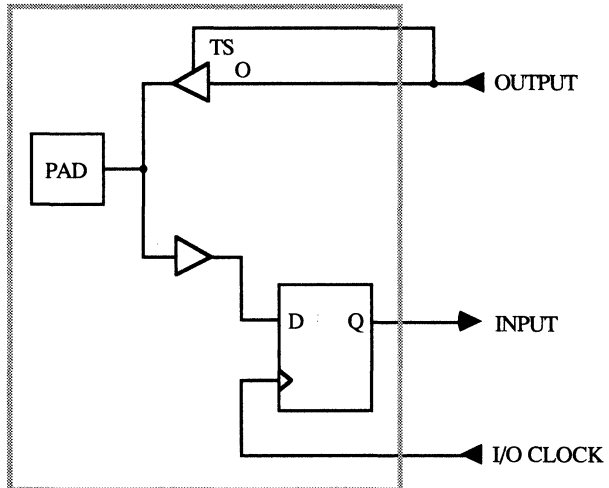 TS
O
OUTPUT
PAD
D Q
INPUT
I/O CLOCK